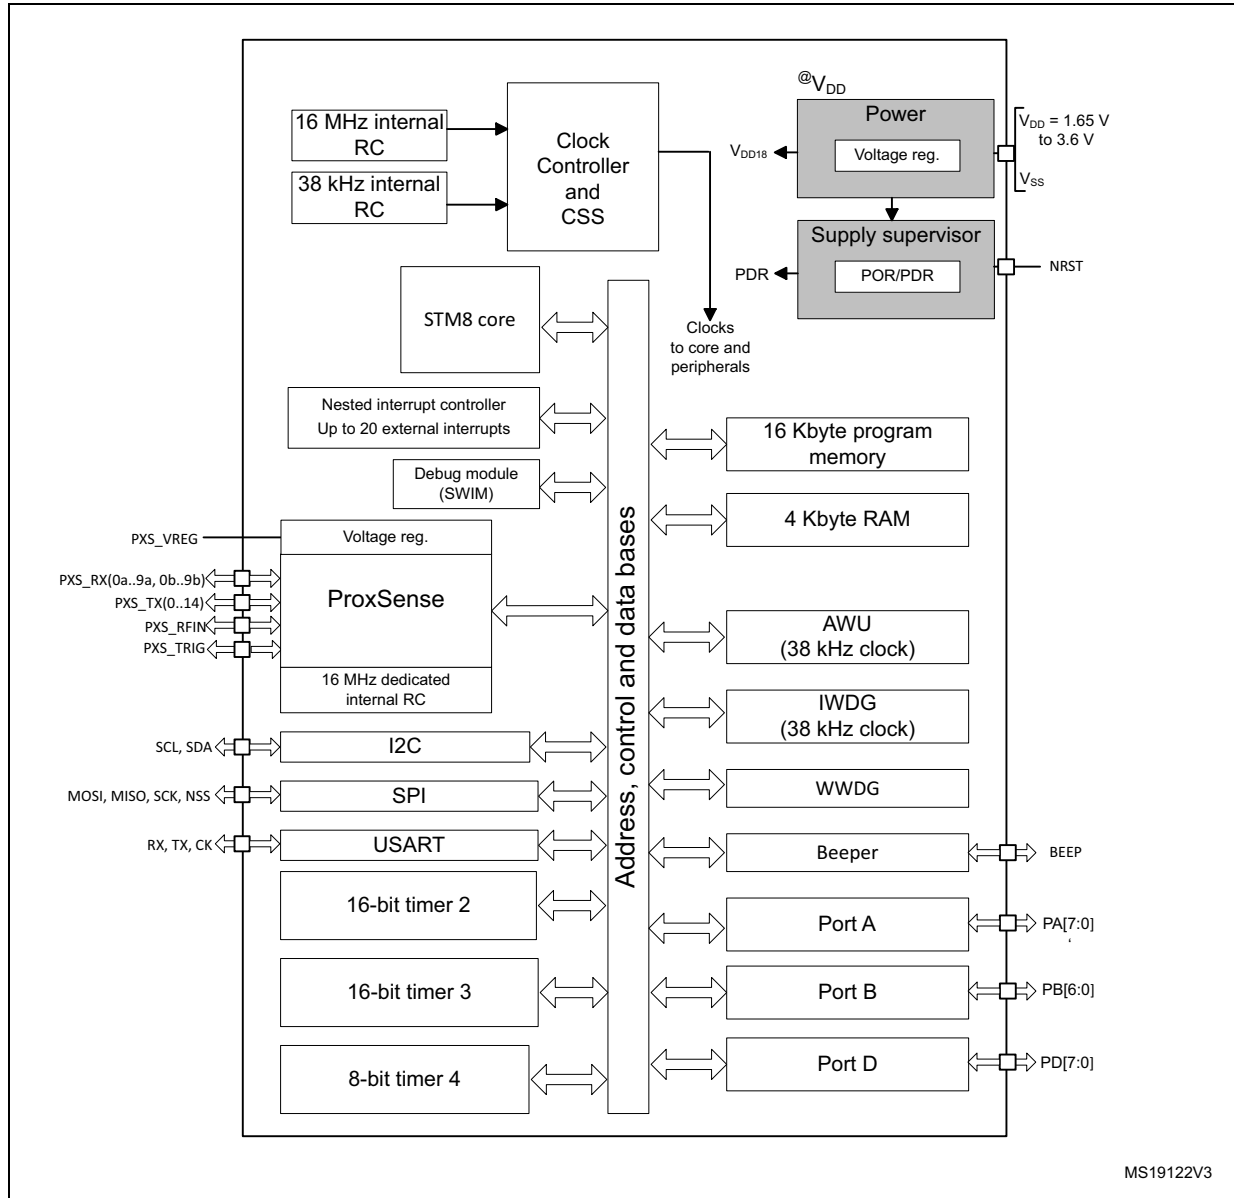 @VDD
16 MHz internal
RC
38 kHz internal
RC
Clock
Controller
and
CSS
Power
Voltage reg.
VDD18
VDD = 1.65 V
to 3.6 V
VSS
Supply supervisor
POR/PDR
PDR
NRST
STM8 core
Clocks
to core and
peripherals
Nested interrupt controller
Up to 20 external interrupts
Debug module
(SWIM)
16 Kbyte program
memory
4 Kbyte RAM
Address, control and data bases
PXS_VREG
Voltage reg.
PXS_RX(0a..9a, 0b..9b)
PXS_TX(0..14)
PXS_RFIN
PXS_TRIG
ProxSense
16 MHz dedicated
internal RC
AWU
(38 kHz clock)
IWDG
(38 kHz clock)
SCL, SDA
I2C
MOSI, MISO, SCK, NSS
SPI
WWDG
RX, TX, CK
USART
Beeper
BEEP
16-bit timer 2
Port A
PA[7:0]
16-bit timer 3
Port B
PB[6:0]
8-bit timer 4
Port D
PD[7:0]
MS19122V3